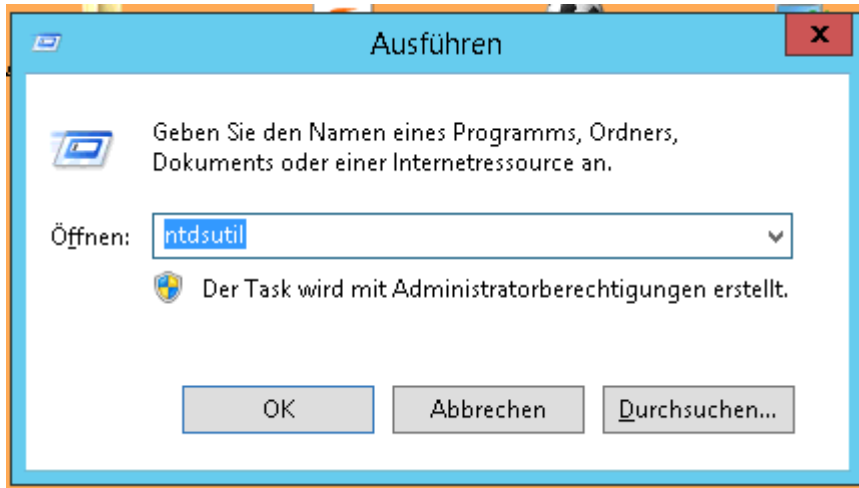 Ausführen
Geben Sie den Namen eines Programms, Ordners,
Dokuments oder einer Internetressource an.
Öffnen: ntdsutil
Der Task wird mit Administratorberechtigungen erstellt.
OK Abbrechen Durchsuchen...